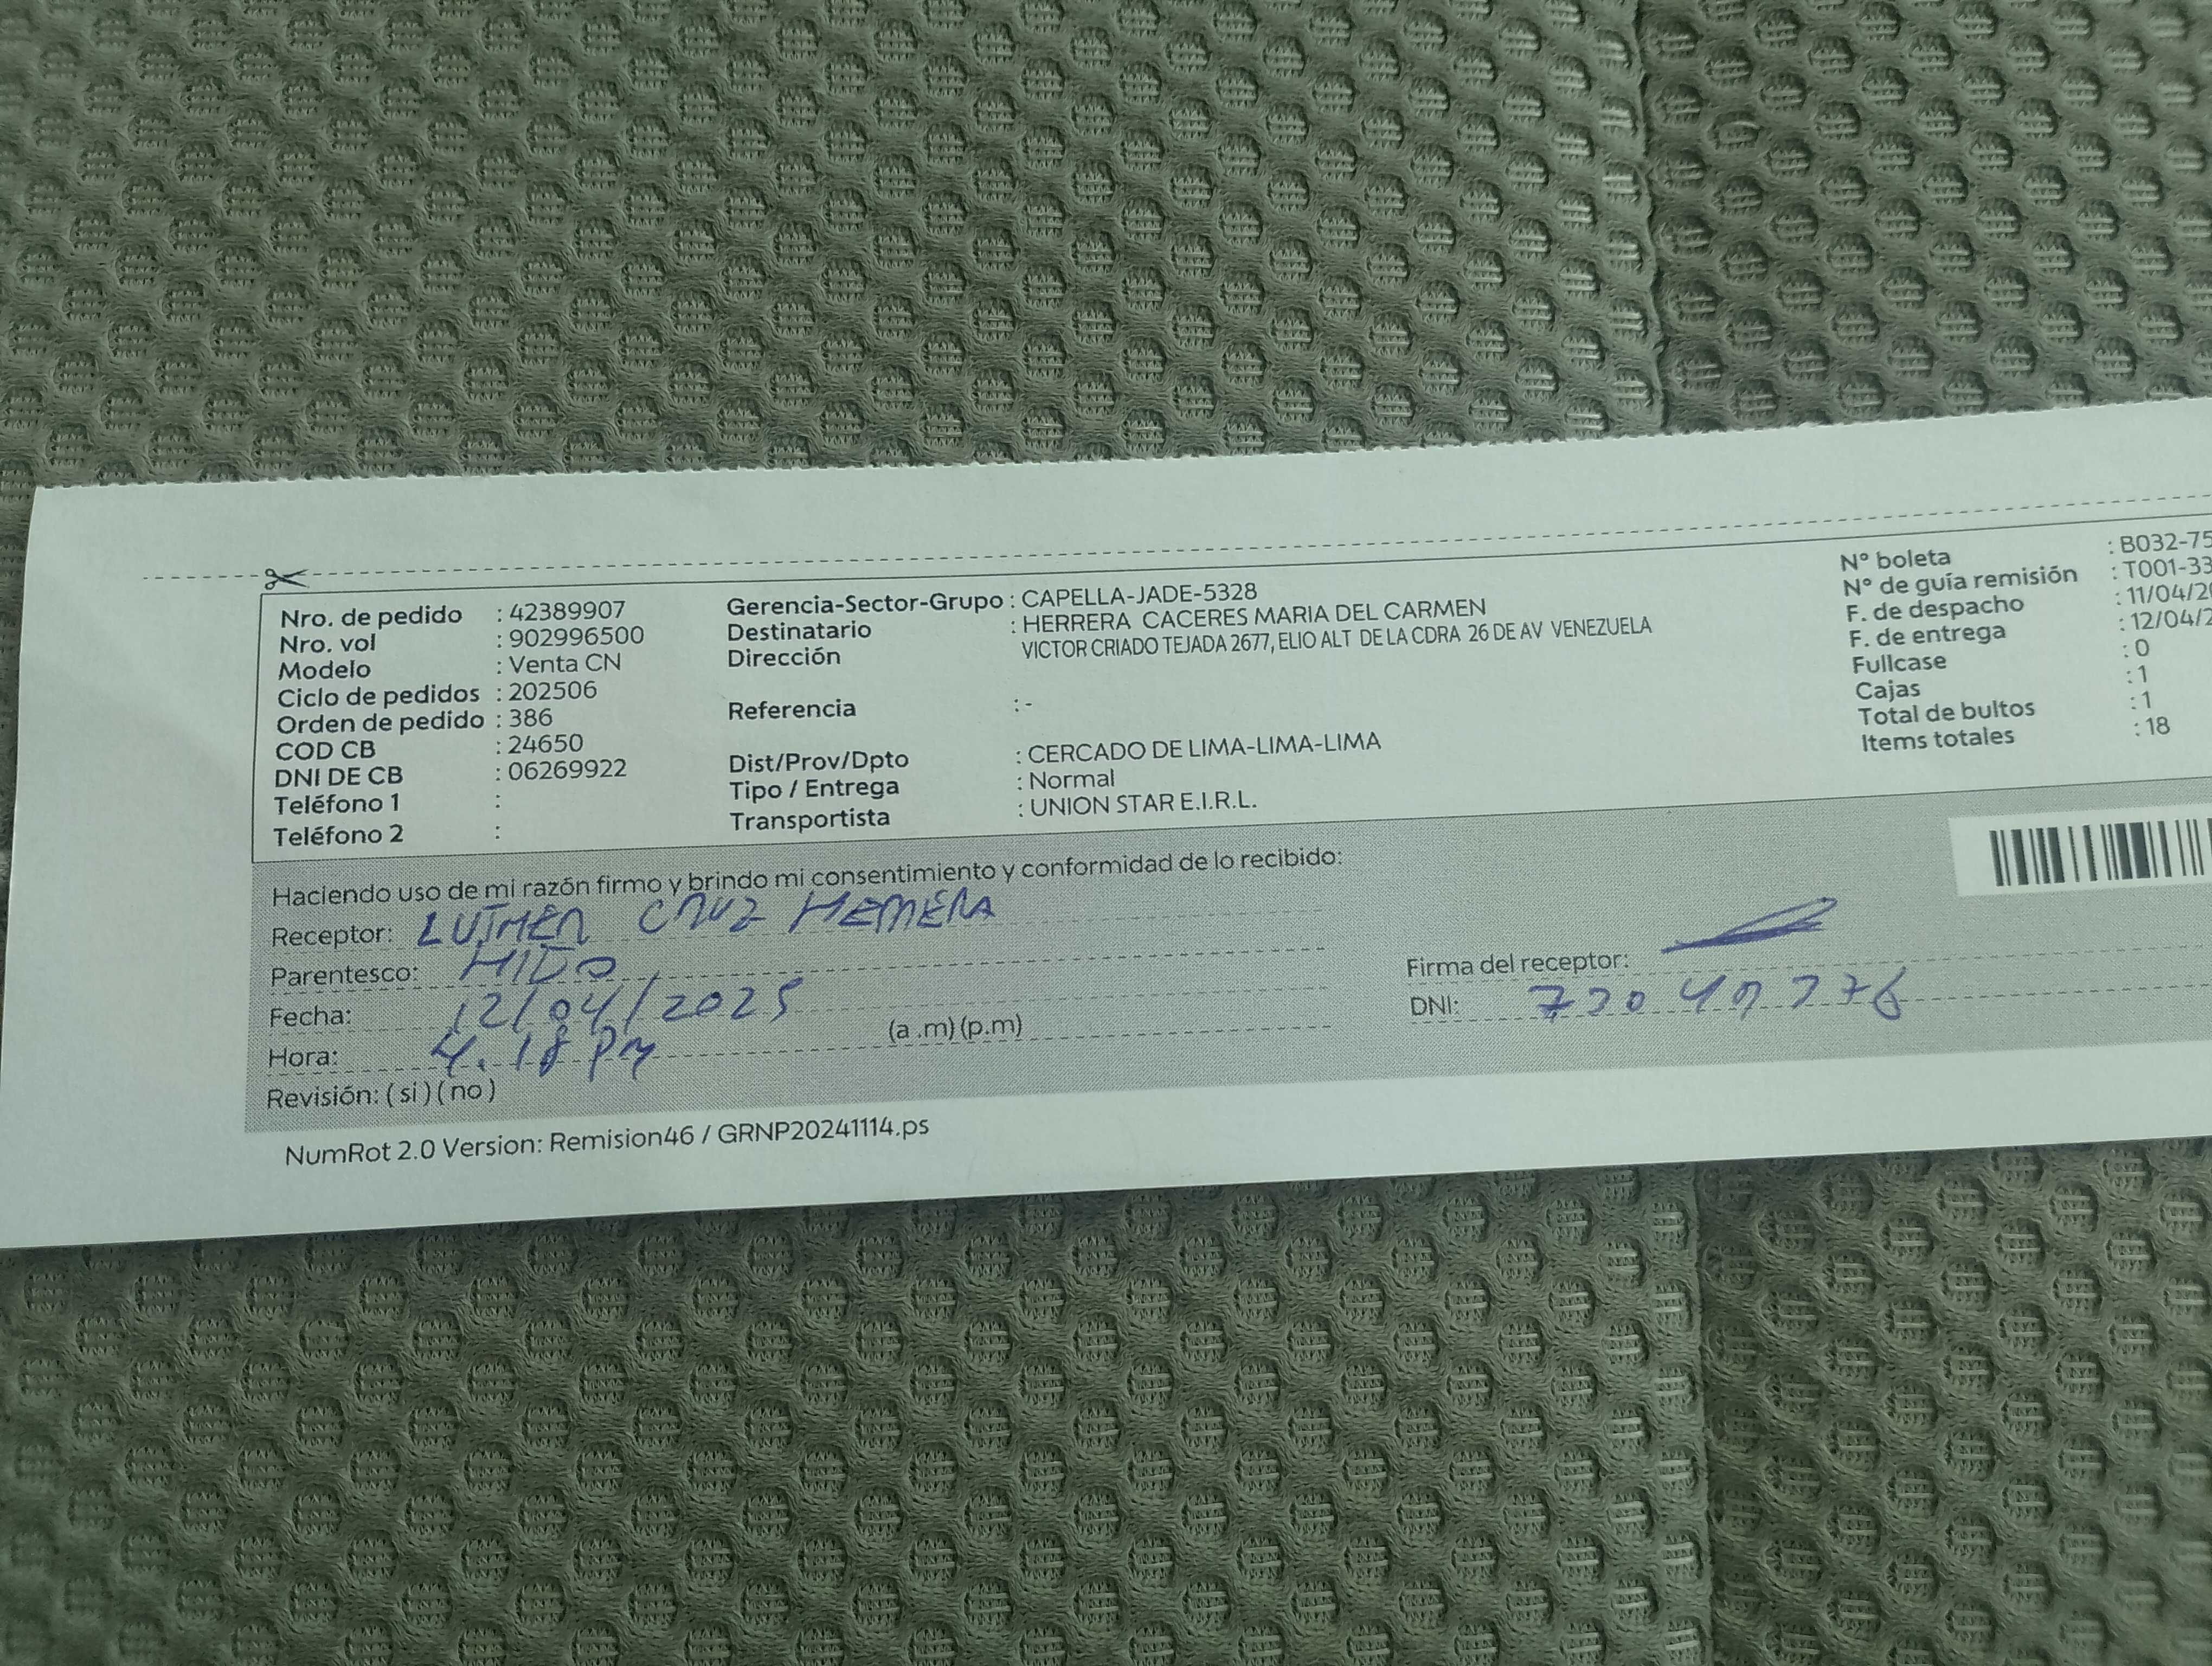 Nro. de pedido : 42389907
Nro. vol : 902996500
Modelo : Venta CN
Ciclo de pedidos : 202506
Orden de pedido : 386
COD CB : 24650
DNI DE CB : 06269922
Teléfono 1 :
Teléfono 2 :
Gerencia-Sector-Grupo : CAPELLA-JADE-5328
Destinatario : HERRERA CACERES MARIA DEL CARMEN
Dirección VICTOR CRIADO TEJADA 2677, ELIO ALT DE LA CDRA 26 DE AV VENEZUELA
Referencia : -
Dist/Prov/Dpto : CERCADO DE LIMA-LIMA-LIMA
Tipo / Entrega : Normal
Transportista : UNION STAR E.I.R.L.
N° boleta : B032-75
N° de guía remisión : T001-33
F. de despacho : 11/04/20
F. de entrega : 12/04/2
Fullcase : 0
Cajas : 1
Total de bultos : 1
Items totales : 18
Haciendo uso de mi razón firmo y brindo mi consentimiento y conformidad de lo recibido:
Receptor: CRUZ HERRERA
Parentesco: HIJO
Fecha: 12/04/2025
Hora: 4.18 pm (a .m) (p.m)
Revisión: ( si ) ( no )
Firma del receptor:
DNI:
NumRot 2.0 Version: Remision46 / GRNP20241114.ps